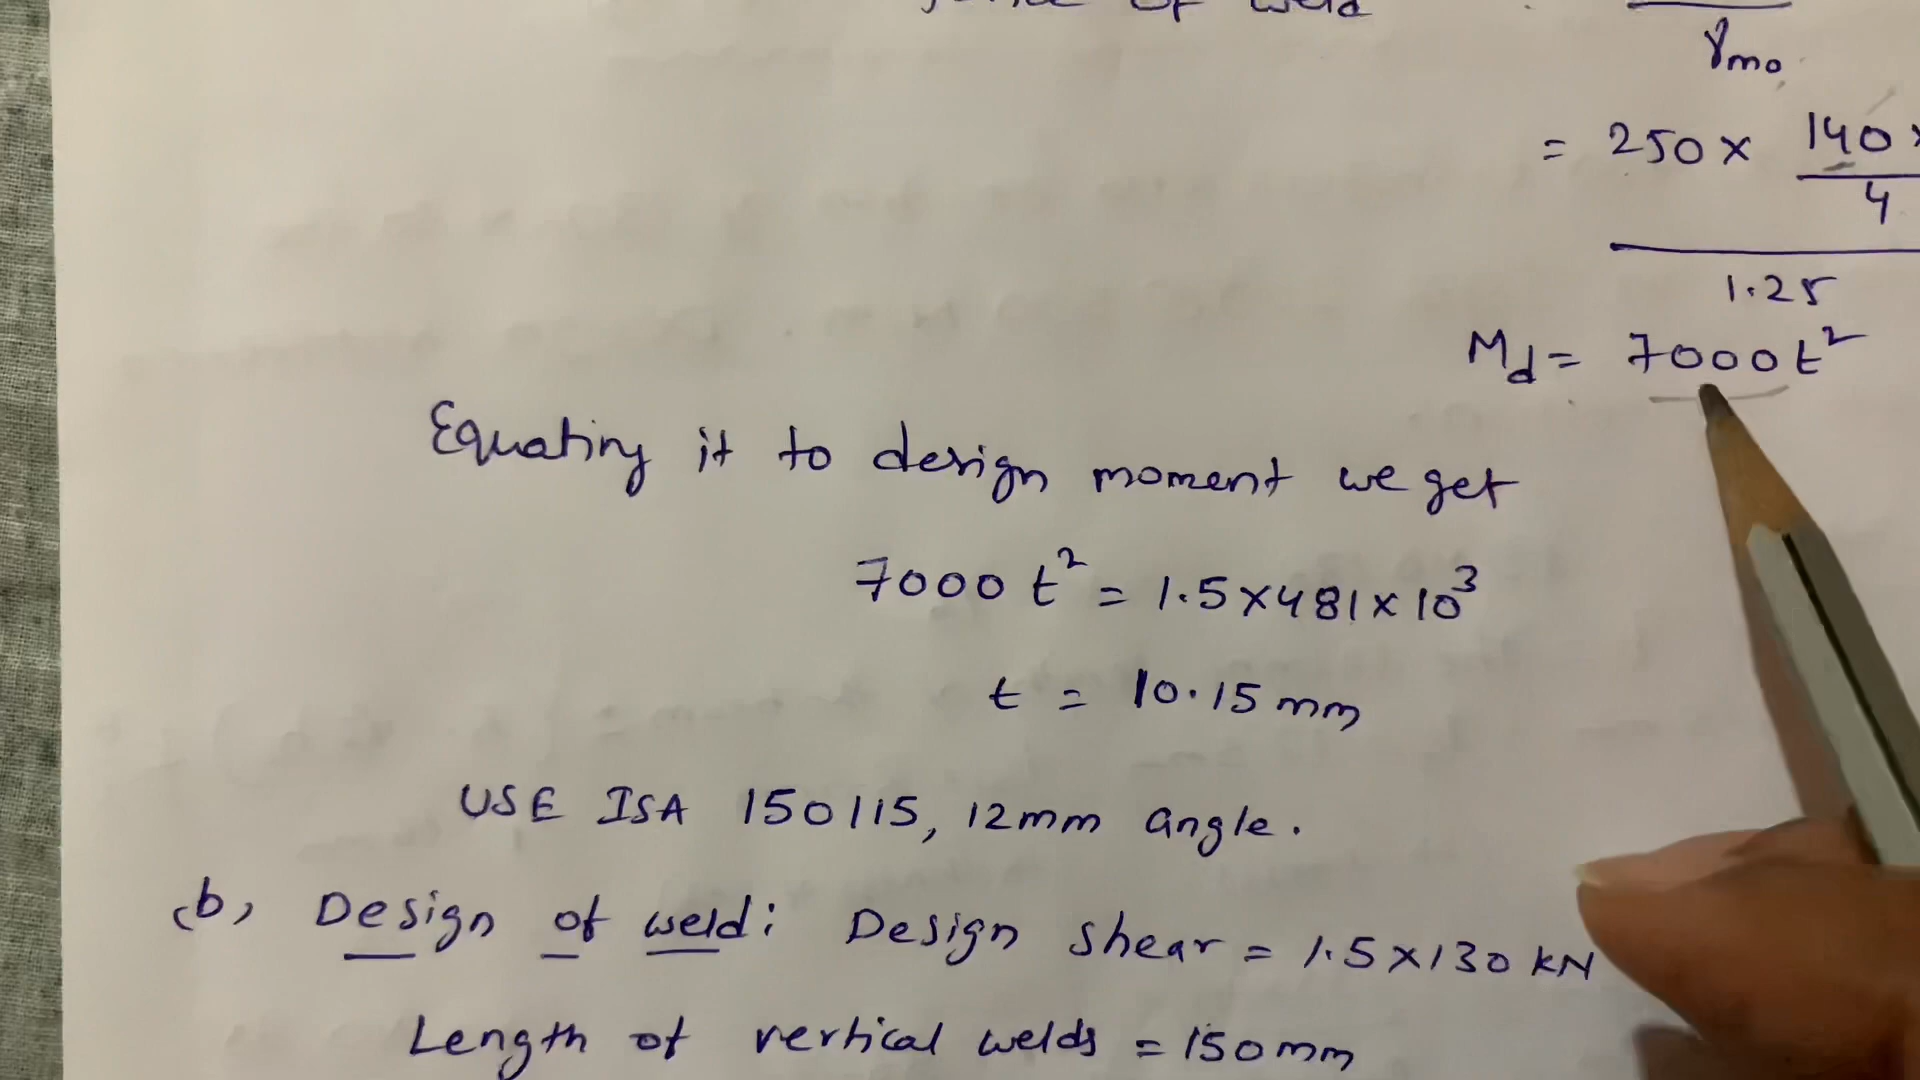 of weld
γmo
= 250 × 140 ×
4
1.25
Md = 7000t²
Equating it to design moment we get
7000 t² = 1.5×481×10³
t = 10.15 mm
USE ISA 150115, 12mm angle.
(b) Design of weld: Design shear = 1.5×130 kN
Length of vertical welds = 150mm